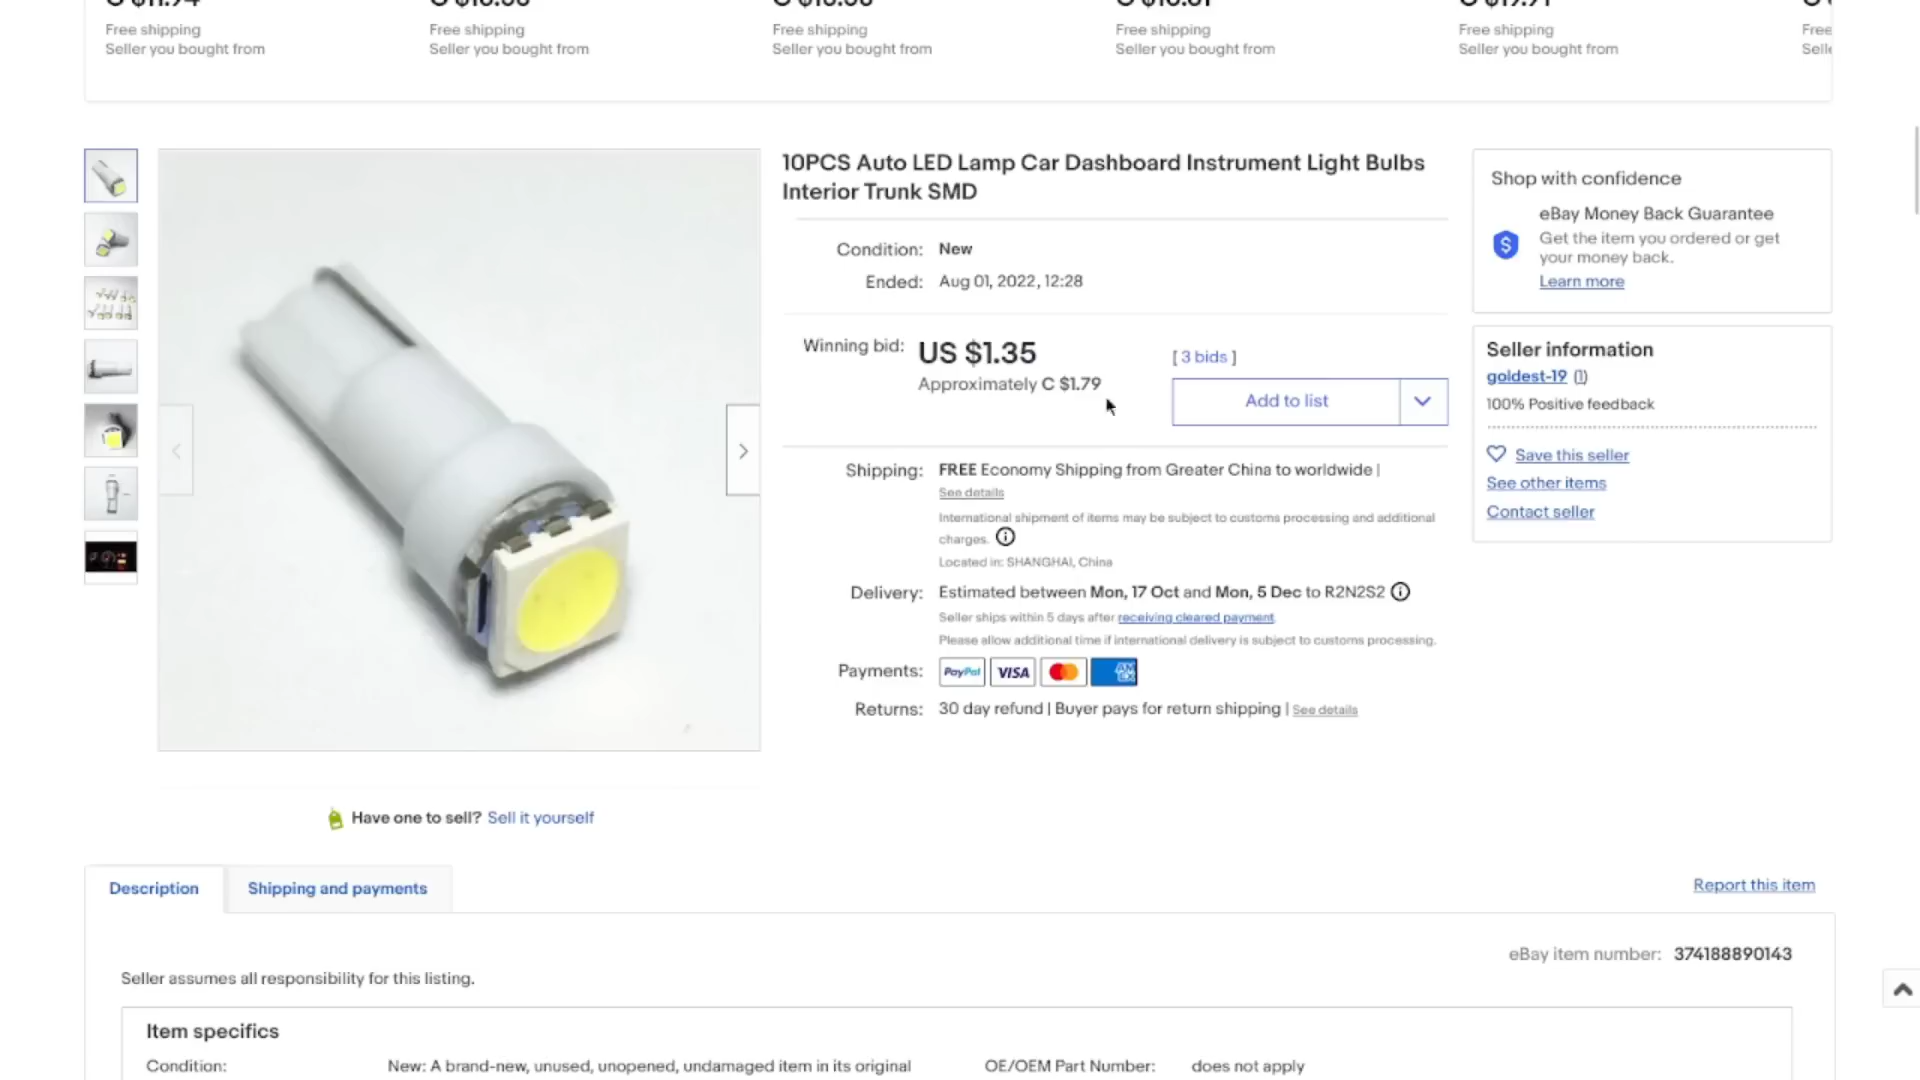 Free shipping
Seller you bought from
Free shipping
Seller you bought from
Free shipping
Seller you bought from
Free shipping
Seller you bought from
Free shipping
Seller you bought from
Free
10PCS Auto LED Lamp Car Dashboard Instrument Light Bulbs
Interior Trunk SMD
Condition: New
Ended: Aug 01, 2022, 12:28
Winning bid: US $1.35
[ 3 bids ]
Approximately C $1.79
Add to list
Shipping: FREE Economy Shipping from Greater China to worldwide |
See details
International shipment of items may be subject to customs processing and additional
charges.
Located in: SHANGHAI, China
Delivery: Estimated between Mon, 17 Oct and Mon, 5 Dec to R2N2S2
Seller ships within 5 days after receiving cleared payment.
Please allow additional time if international delivery is subject to customs processing.
Payments: PayPal VISA AM EX
Returns: 30 day refund | Buyer pays for return shipping | See details
Shop with confidence
eBay Money Back Guarantee
Get the item you ordered or get
your money back.
Learn more
Seller information
goldest-19 (1)
100% Positive feedback
Save this seller
See other items
Contact seller
Have one to sell? Sell it yourself
Description
Shipping and payments
Report this item
eBay item number: 374188890143
Seller assumes all responsibility for this listing.
Item specifics
Condition: New: A brand-new, unused, unopened, undamaged item in its original
OE/OEM Part Number: does not apply